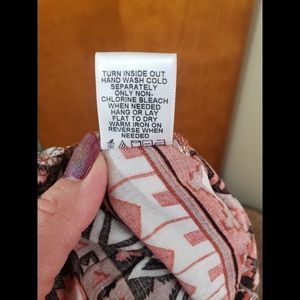 TURN INSIDE OUT
HAND WASH COLD
SEPARATELY
ONLY NON-
CHLORINE BLEACH
WHEN NEEDED
HANG OR LAY
FLAT TO DRY
WARM IRON ON
REVERSE WHEN
NEEDED